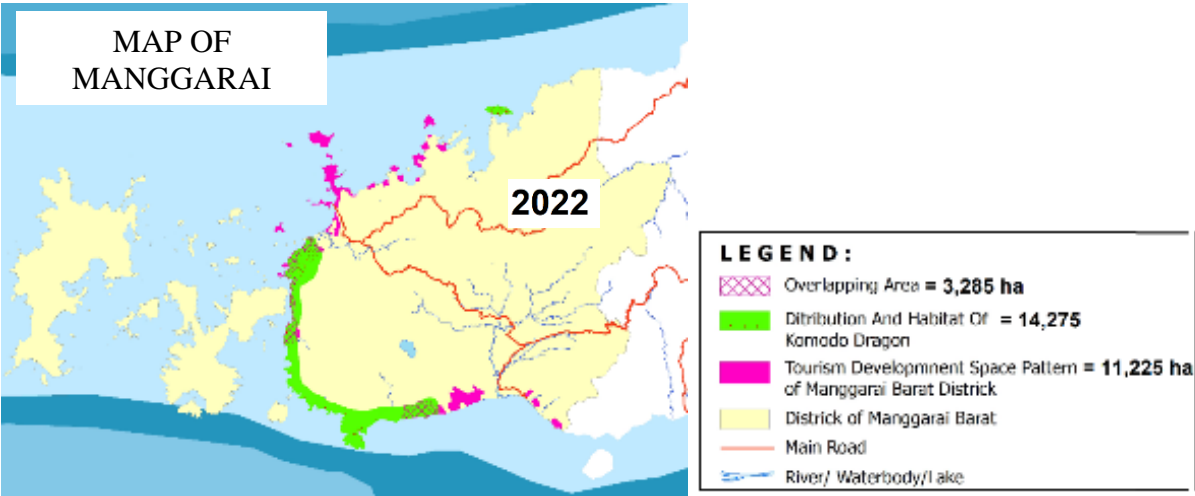 MAP OF
MANGGARAI
2022
LEGEND:
Overlapping Area = 3,285 ha
Ditribution And Habitat Of = 14,275
Komodo Dragon
Tourism Developmnent Space Pattern = 11,225 ha
of Manggarai Barat District
Districk of Manggarai Barat
Main Road
River/ Waterbody/Lake